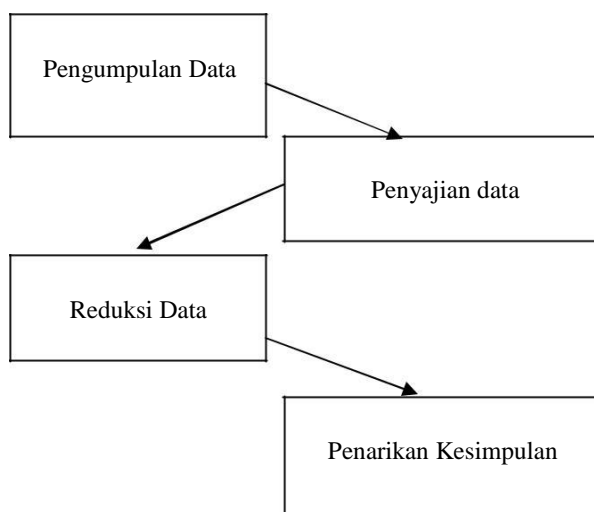 Pengumpulan Data
Penyajian data
Reduksi Data
Penarikan Kesimpulan